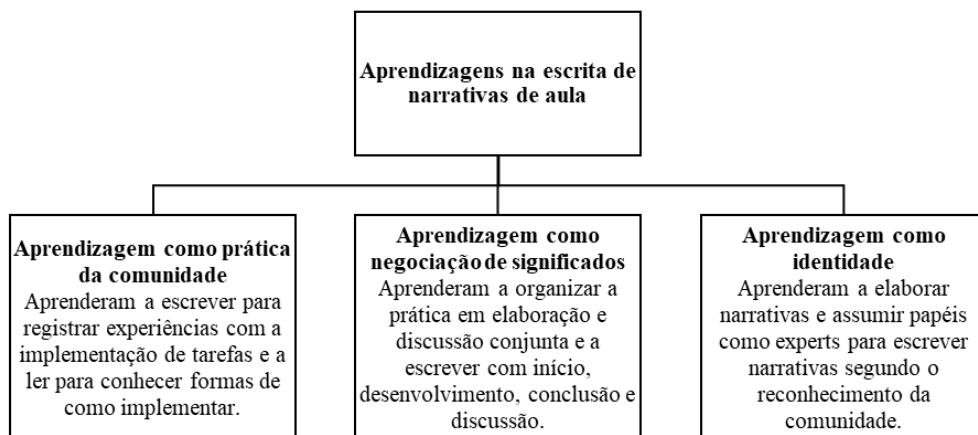 Aprendizagens na escrita de
narrativas de aula
Aprendizagem como prática
da comunidade
Aprenderam a escrever para
registrar experiências com a
implementação de tarefas e a
ler para conhecer formas de
como implementar.
Aprendizagem como
negociação de significados
Aprenderam a organizar a
prática em elaboração e
discussão conjunta e a
escrever com início,
desenvolvimento, conclusão e
discussão.
Aprendizagem como
identidade
Aprenderam a elaborar
narrativas e assumir papéis
como experts para escrever
narrativas segundo o
reconhecimento da
comunidade.